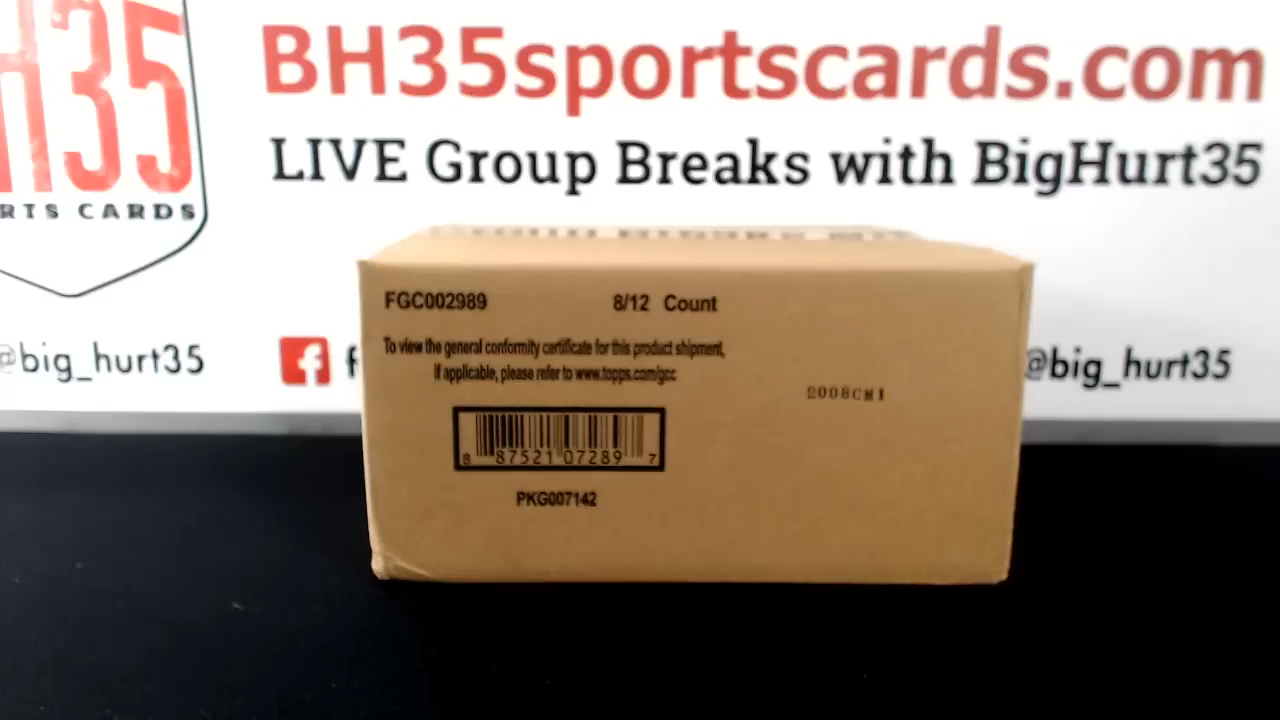 H35
RTS CARDS
BH35sportscards.com
LIVE Group Breaks with BigHurt35
@big_hurt35
f
f
@big_hurt35
FGC002989 8/12 Count
To view the general conformity certificate for this product shipment,
if applicable, please refer to www.topps.com/gcc
2008CM1
8 87521 07289 7
PKG007142